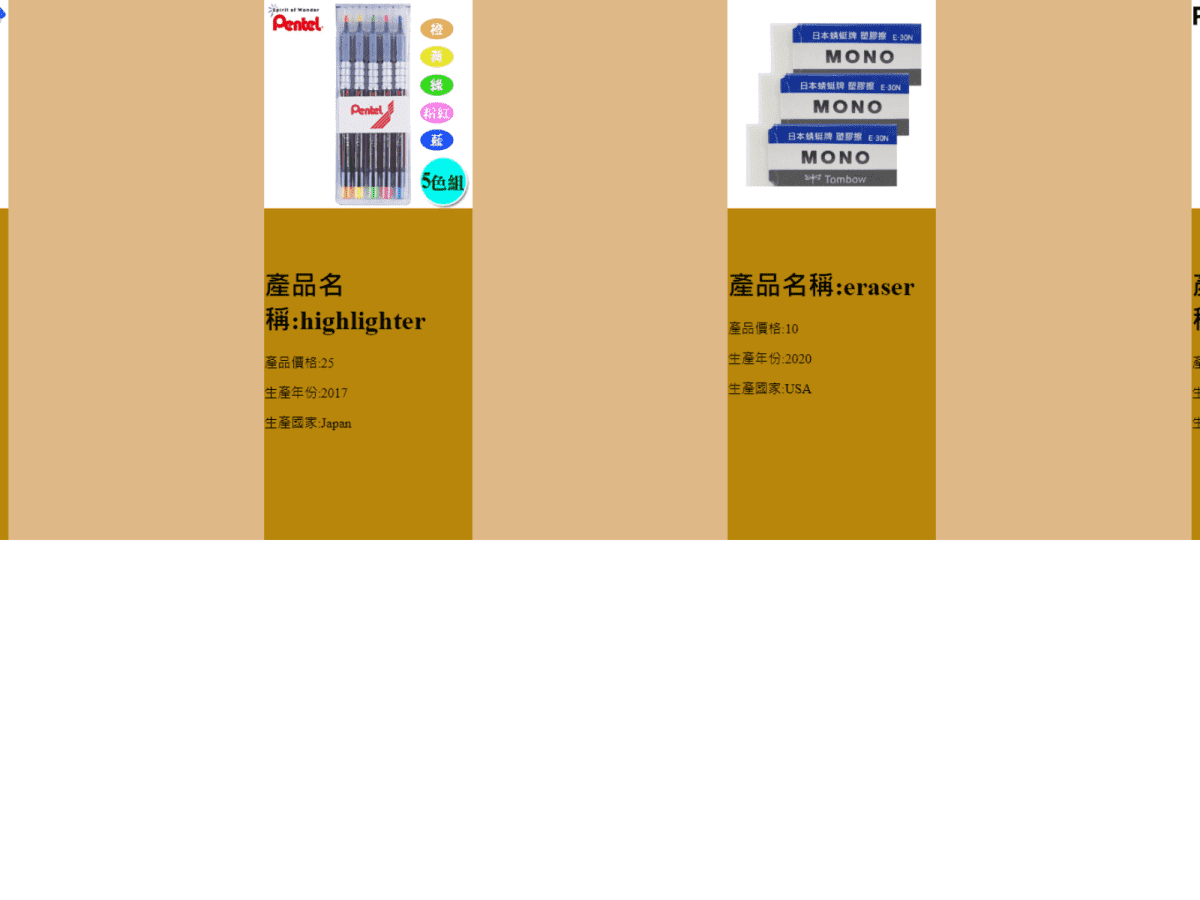 Spirit of Wonder
Pentel
橙
黃
綠
粉紅
藍
Pentel
5色組
日本蜻蜓牌 塑膠擦 E-30N
MONO
日本蜻蜓牌 塑膠擦 E-30N
MONO
日本蜻蜓牌 塑膠擦 E-30N
MONO
Tombow
產品名
稱:highlighter
產品價格:25
生產年份:2017
生產國家:Japan
產品名稱:eraser
產品價格:10
生產年份:2020
生產國家:USA